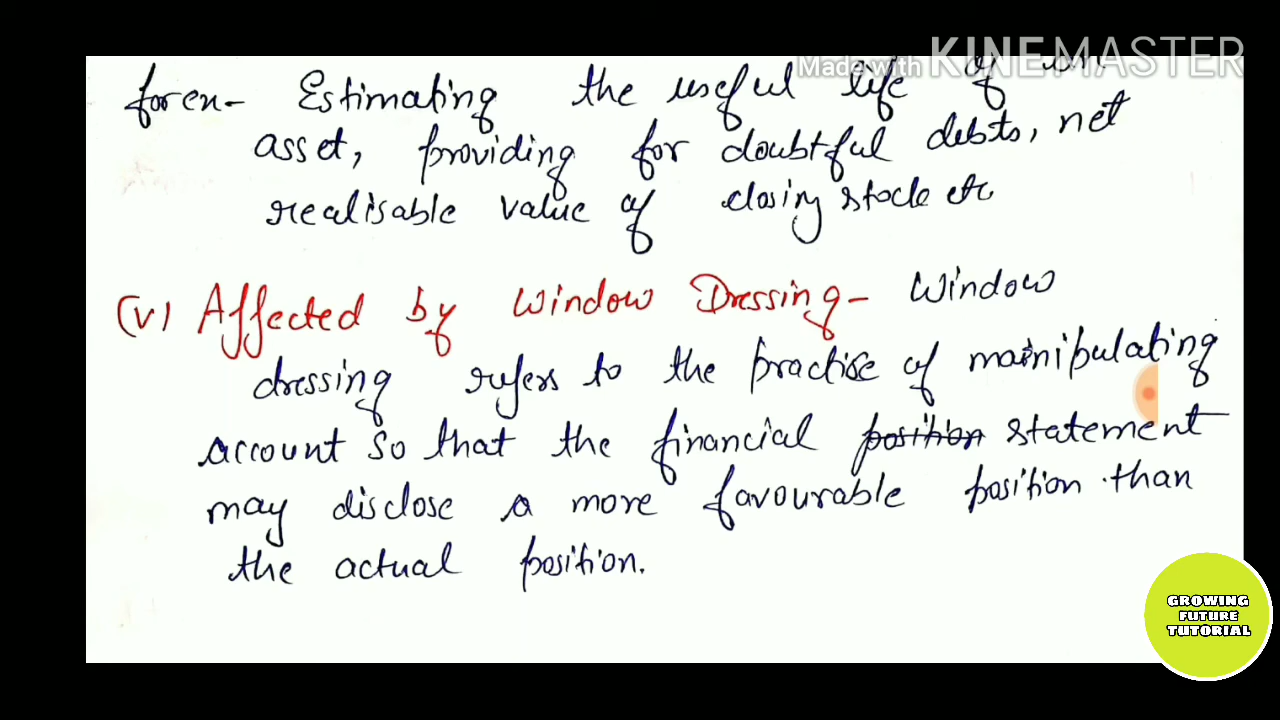 Made with KINEMASTER
for ex- Estimating the useful life of an
asset, providing for doubtful debts, net
realisable value of closing stock etc
(v) Affected by Window Dressing- Window
dressing refers to the practise of manipulating
account so that the financial position statement
may disclose a more favourable position than
the actual position.
GROWING
FUTURE
TUTORIAL